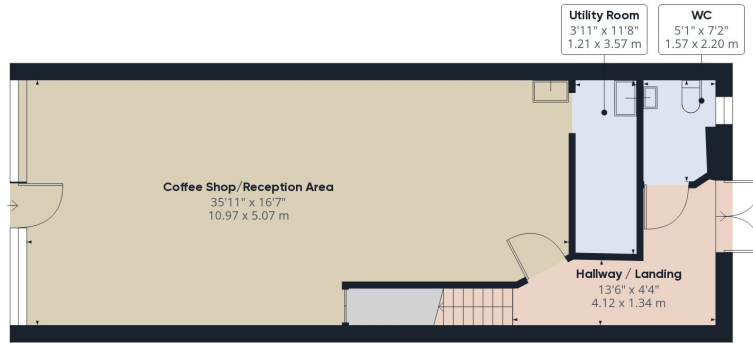 Utility Room
3'11" x 11'8"
1.21 x 3.57 m
WC
5'1" x 7'2"
1.57 x 2.20 m
Coffee Shop/Reception Area
35'11" x 16'7"
10.97 x 5.07 m
Hallway / Landing
13'6" x 4'4"
4.12 x 1.34 m